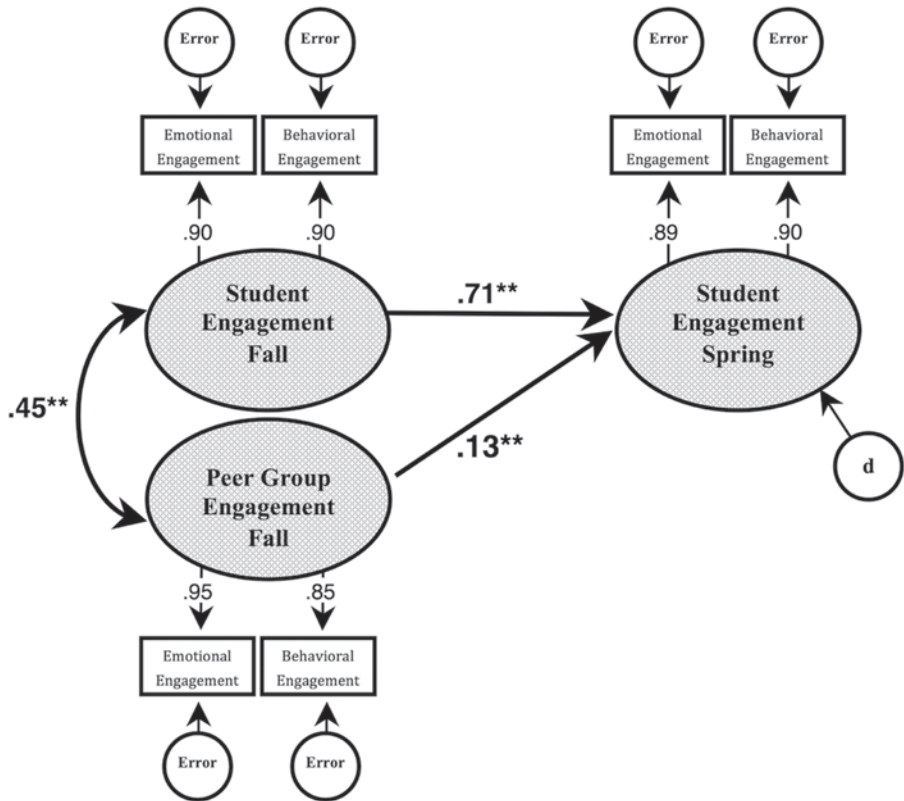 Error
Error
Error
Error
Emotional
Engagement
Behavioral
Engagement
Emotional
Engagement
Behavioral
Engagement
.90
.90
.89
.90
Student
Engagement
Fall
.71**
Student
Engagement
Spring
.45**
.13**
Peer Group
Engagement
Fall
d
.95
.85
Emotional
Engagement
Behavioral
Engagement
Error
Error